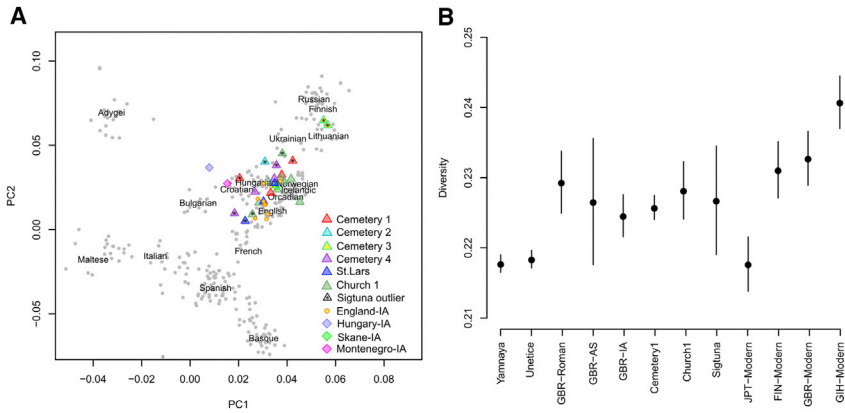 A
B
PC2
0.10
0.05
0.00
−0.05
Adygei
Russian
Finnish
Lithuanian
Ukrainian
Hungarian
Norwegian
Croatian
Icelandic
Orcadian
Bulgarian
English
French
Maltese
Italian
Spanish
Basque
Cemetery 1
Cemetery 2
Cemetery 3
Cemetery 4
St.Lars
Church 1
Sigtuna outlier
England-IA
Hungary-IA
Skane-IA
Montenegro-IA
−0.04 −0.02 0.00 0.02 0.04 0.06 0.08
PC1
Diversity
0.25
0.24
0.23
0.22
0.21
Yamnaya
Unetice
GBR-Roman
GBR-AS
GBR-IA
Cemetery1
Church1
Sigtuna
JPT-Modern
FIN-Modern
GBR-Modern
GIH-Modern